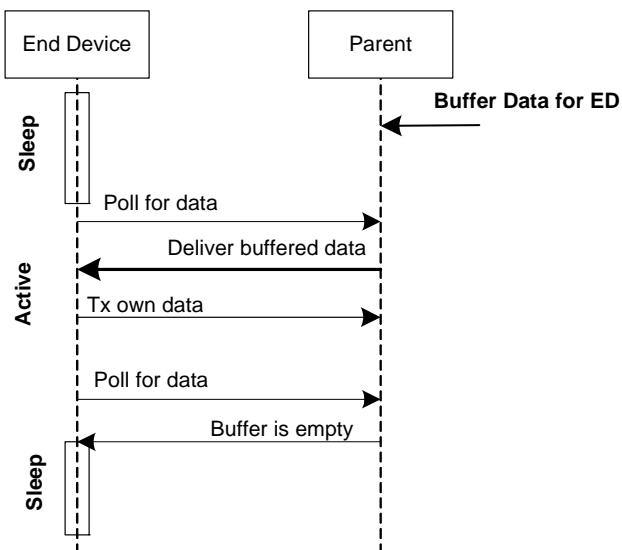 End Device
Parent
Buffer Data for ED
Sleep
Poll for data
Deliver buffered data
Active
Tx own data
Poll for data
Buffer is empty
Sleep